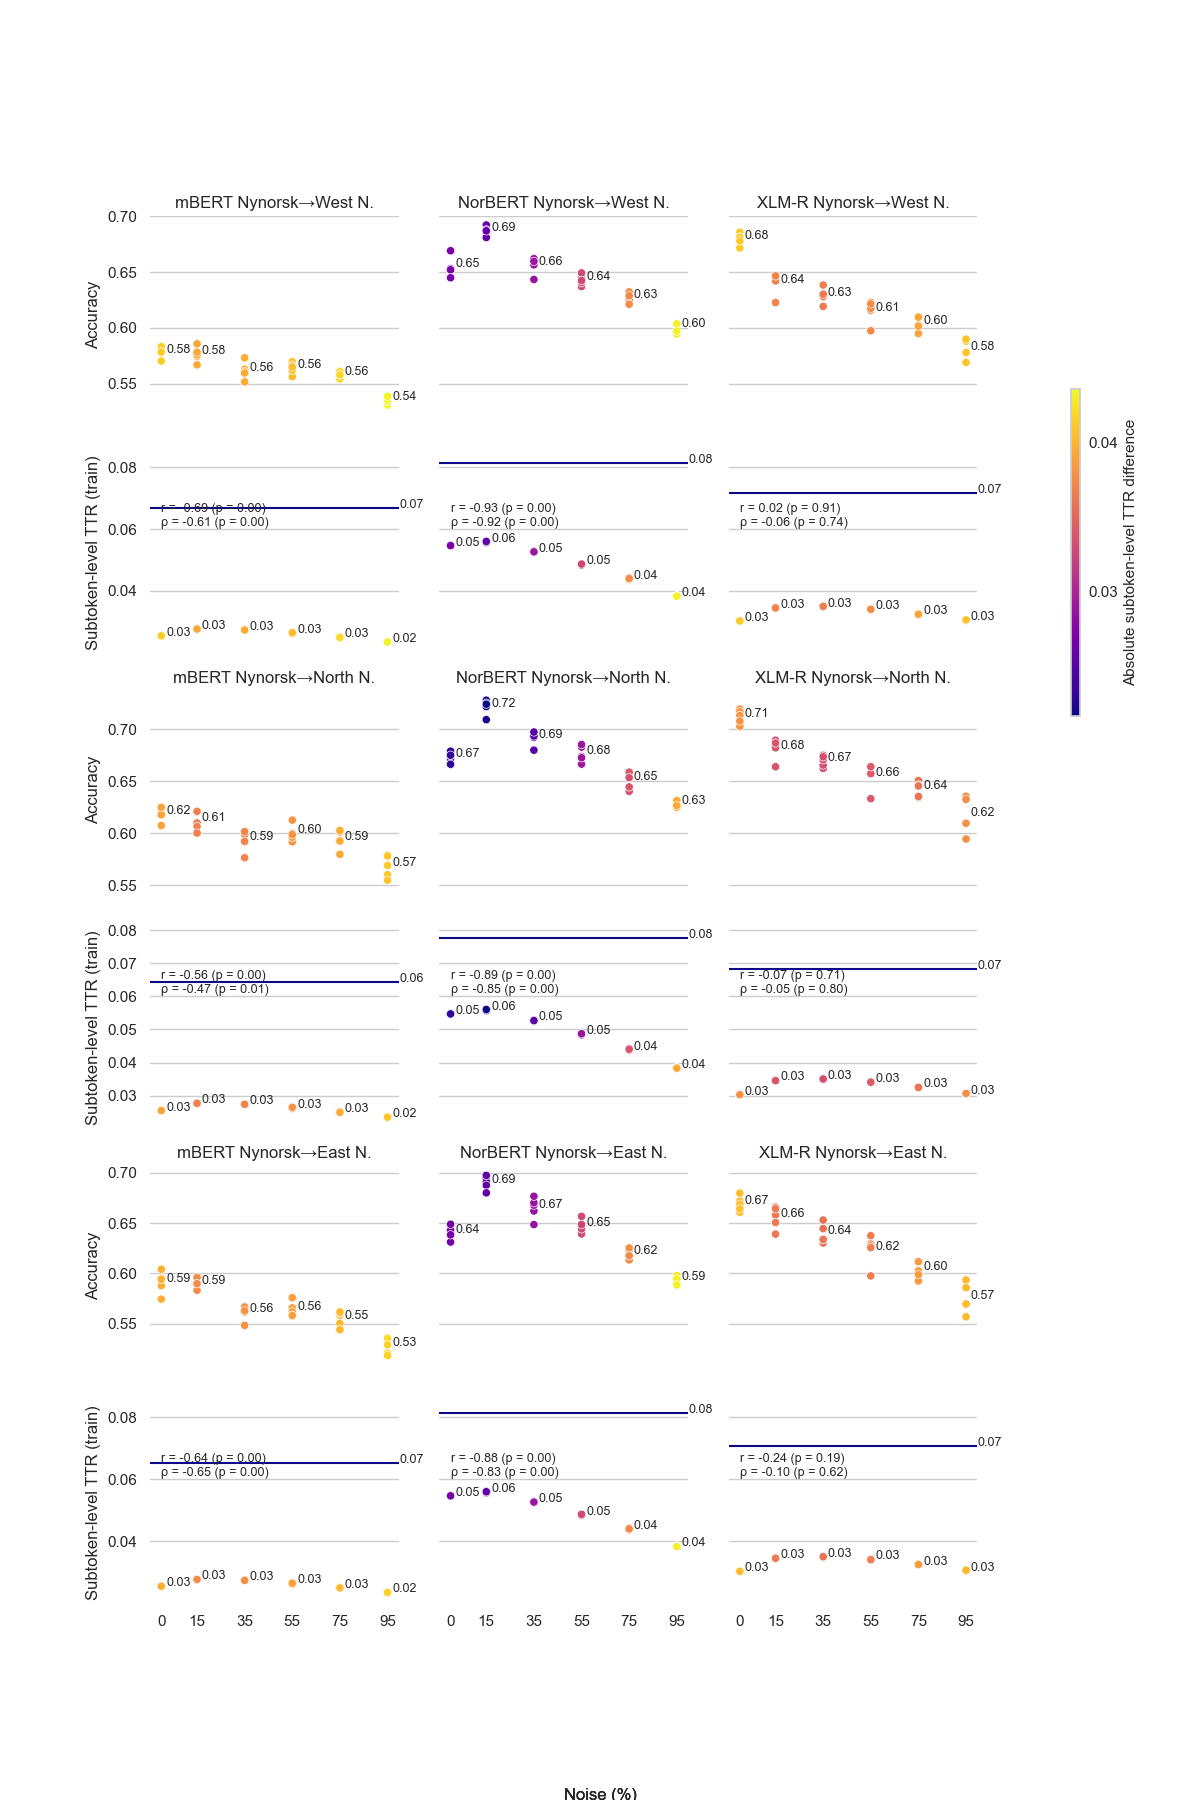 mBERT Nynorsk→West N. NorBERT Nynorsk→West N. XLM-R Nynorsk→West N.
0.70
0.65
0.60
0.55
Accuracy
0.58 0.58 0.56 0.56 0.56 0.54
0.65 0.69 0.66 0.64 0.63 0.60
0.68 0.64 0.63 0.61 0.60 0.58
0.08
0.06
0.04
Subtoken-level TTR (train)
0.07
r = -0.69 (p = 0.00)
ρ = -0.61 (p = 0.00)
0.03 0.03 0.03 0.03 0.03 0.02
0.08
r = -0.93 (p = 0.00)
ρ = -0.92 (p = 0.00)
0.05 0.06 0.05 0.05 0.04 0.04
0.07
r = 0.02 (p = 0.91)
ρ = -0.06 (p = 0.74)
0.03 0.03 0.03 0.03 0.03 0.03
0.04
0.03
Absolute subtoken-level TTR difference
mBERT Nynorsk→North N. NorBERT Nynorsk→North N. XLM-R Nynorsk→North N.
0.70
0.65
0.60
0.55
Accuracy
0.62 0.61 0.59 0.60 0.59 0.57
0.67 0.72 0.69 0.68 0.65 0.63
0.71 0.68 0.67 0.66 0.64 0.62
0.08
0.07
0.06
0.05
0.04
0.03
Subtoken-level TTR (train)
0.06
r = -0.56 (p = 0.00)
ρ = -0.47 (p = 0.01)
0.03 0.03 0.03 0.03 0.03 0.02
0.08
r = -0.89 (p = 0.00)
ρ = -0.85 (p = 0.00)
0.05 0.06 0.05 0.05 0.04 0.04
0.07
r = -0.07 (p = 0.71)
ρ = -0.05 (p = 0.80)
0.03 0.03 0.03 0.03 0.03 0.03
mBERT Nynorsk→East N. NorBERT Nynorsk→East N. XLM-R Nynorsk→East N.
0.70
0.65
0.60
0.55
Accuracy
0.59 0.59 0.56 0.56 0.55 0.53
0.64 0.69 0.67 0.65 0.62 0.59
0.67 0.66 0.64 0.62 0.60 0.57
0.08
0.06
0.04
Subtoken-level TTR (train)
0.07
r = -0.64 (p = 0.00)
ρ = -0.65 (p = 0.00)
0.03 0.03 0.03 0.03 0.03 0.02
0.08
r = -0.88 (p = 0.00)
ρ = -0.83 (p = 0.00)
0.05 0.06 0.05 0.05 0.04 0.04
0.07
r = -0.24 (p = 0.19)
ρ = -0.10 (p = 0.62)
0.03 0.03 0.03 0.03 0.03 0.03
0 15 35 55 75 95 0 15 35 55 75 95 0 15 35 55 75 95
Noise (%)